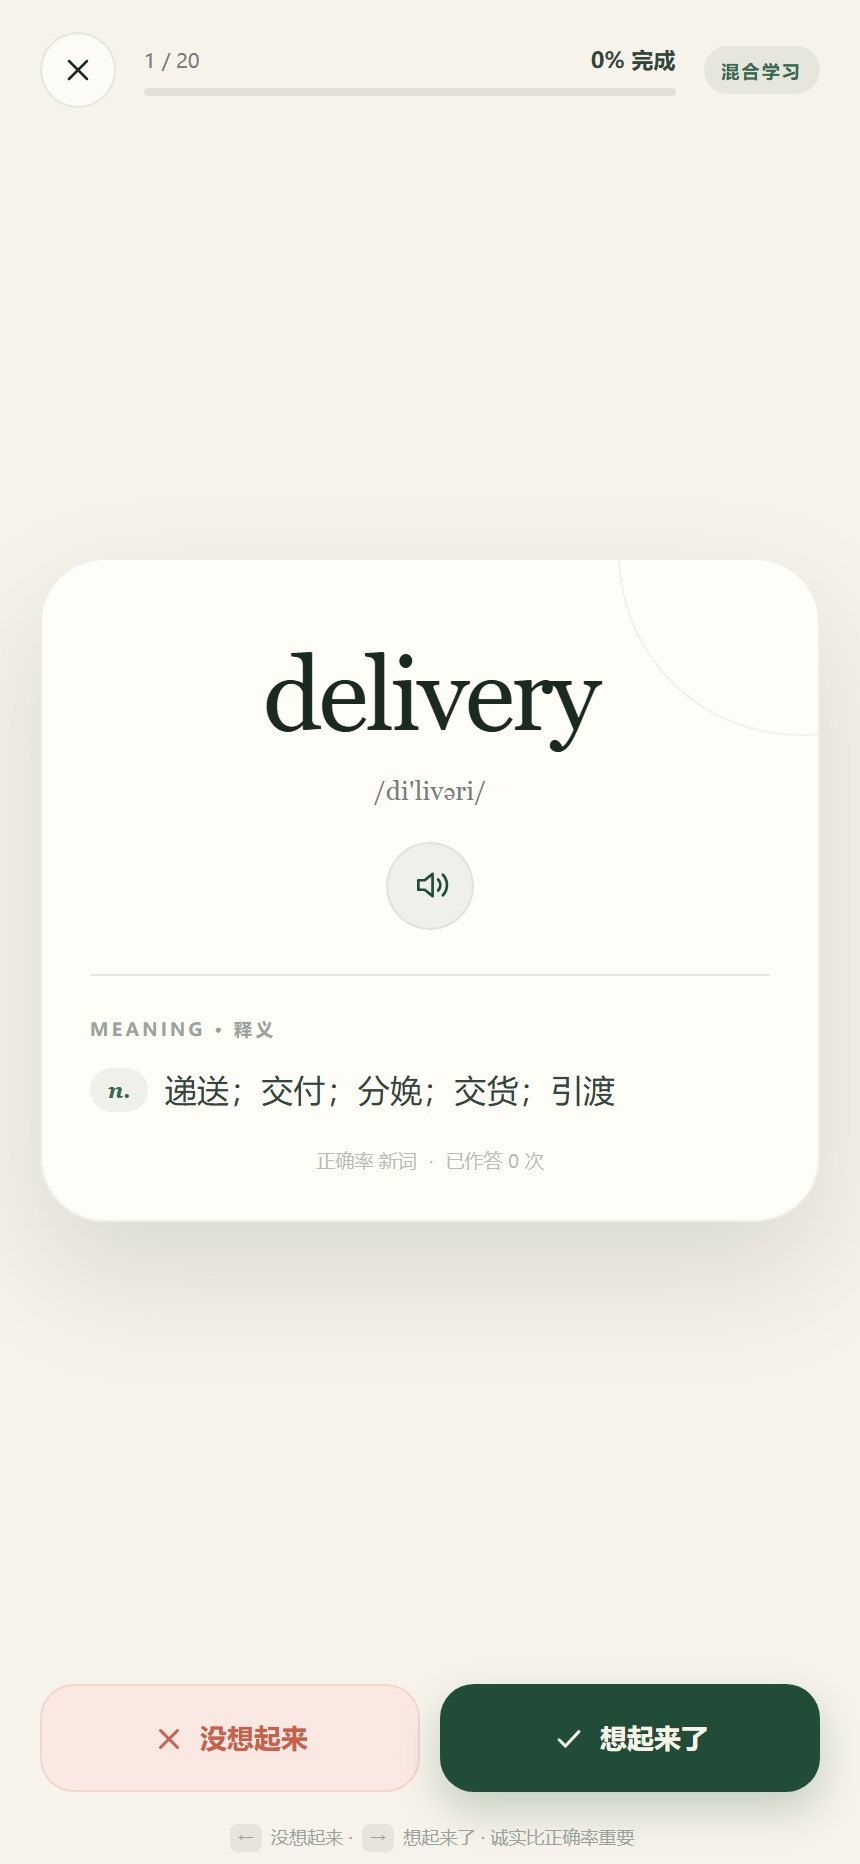 1 / 20
0% 完成
混合学习
delivery
/di'livəri/
MEANING • 释义
n. 递送；交付；分娩；交货；引渡
正确率 新词 · 已作答 0 次
没想起来
想起来了
← 没想起来 · → 想起来了 · 诚实比正确率重要